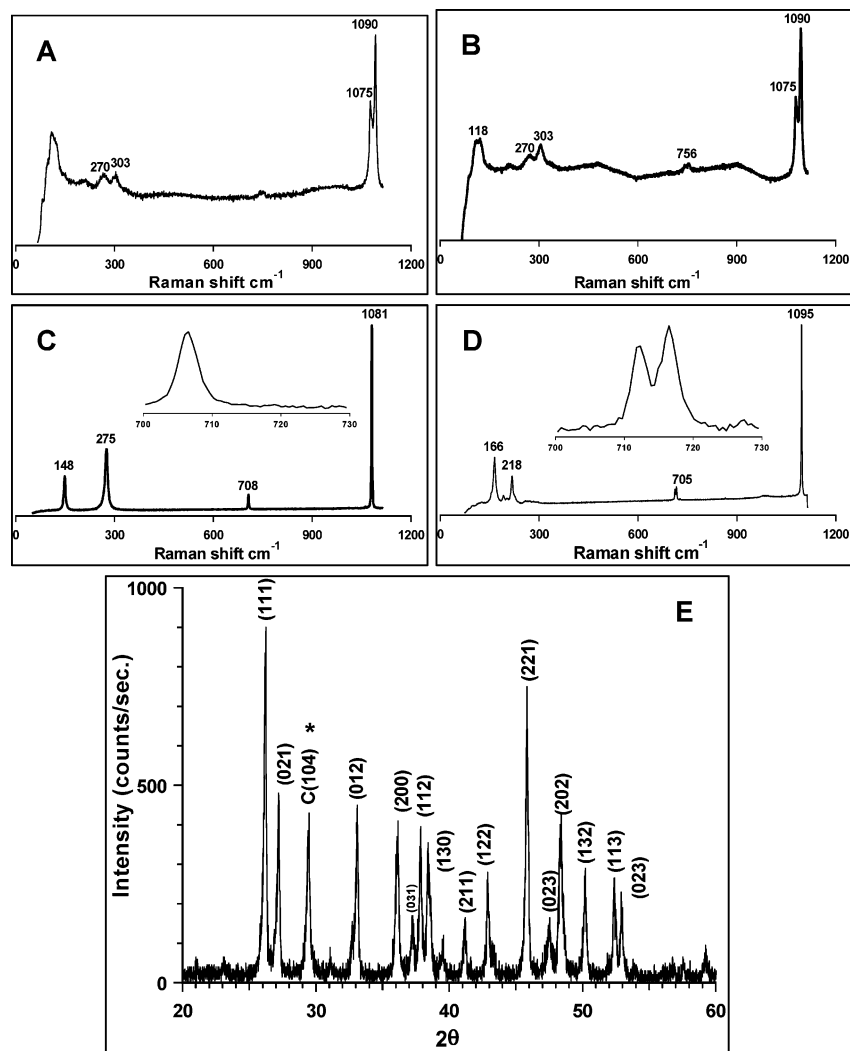 A
1090
1075
270
303
0 300 600 900 1200
Raman shift cm-1
B
1090
1075
118
270
303
756
0 300 600 900 1200
Raman shift cm-1
C
1081
148
275
708
700 710 720 730
0 300 600 900 1200
Raman shift cm-1
D
1095
166
218
705
700 710 720 730
0 300 600 900 1200
Raman shift cm-1
E
Intensity (counts/sec.)
1000
500
0
(111)
(021)
C(104) *
(012)
(200)
(031)
(112)
(130)
(211)
(122)
(221)
(023)
(202)
(132)
(113)
(023)
20 30 40 50 60
2θ